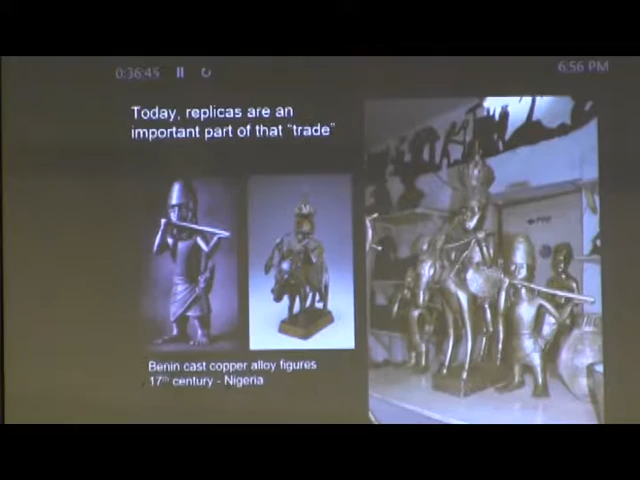 0:36:45
6:56 PM
Today, replicas are an
important part of that “trade”
Benin cast copper alloy figures
17th century - Nigeria